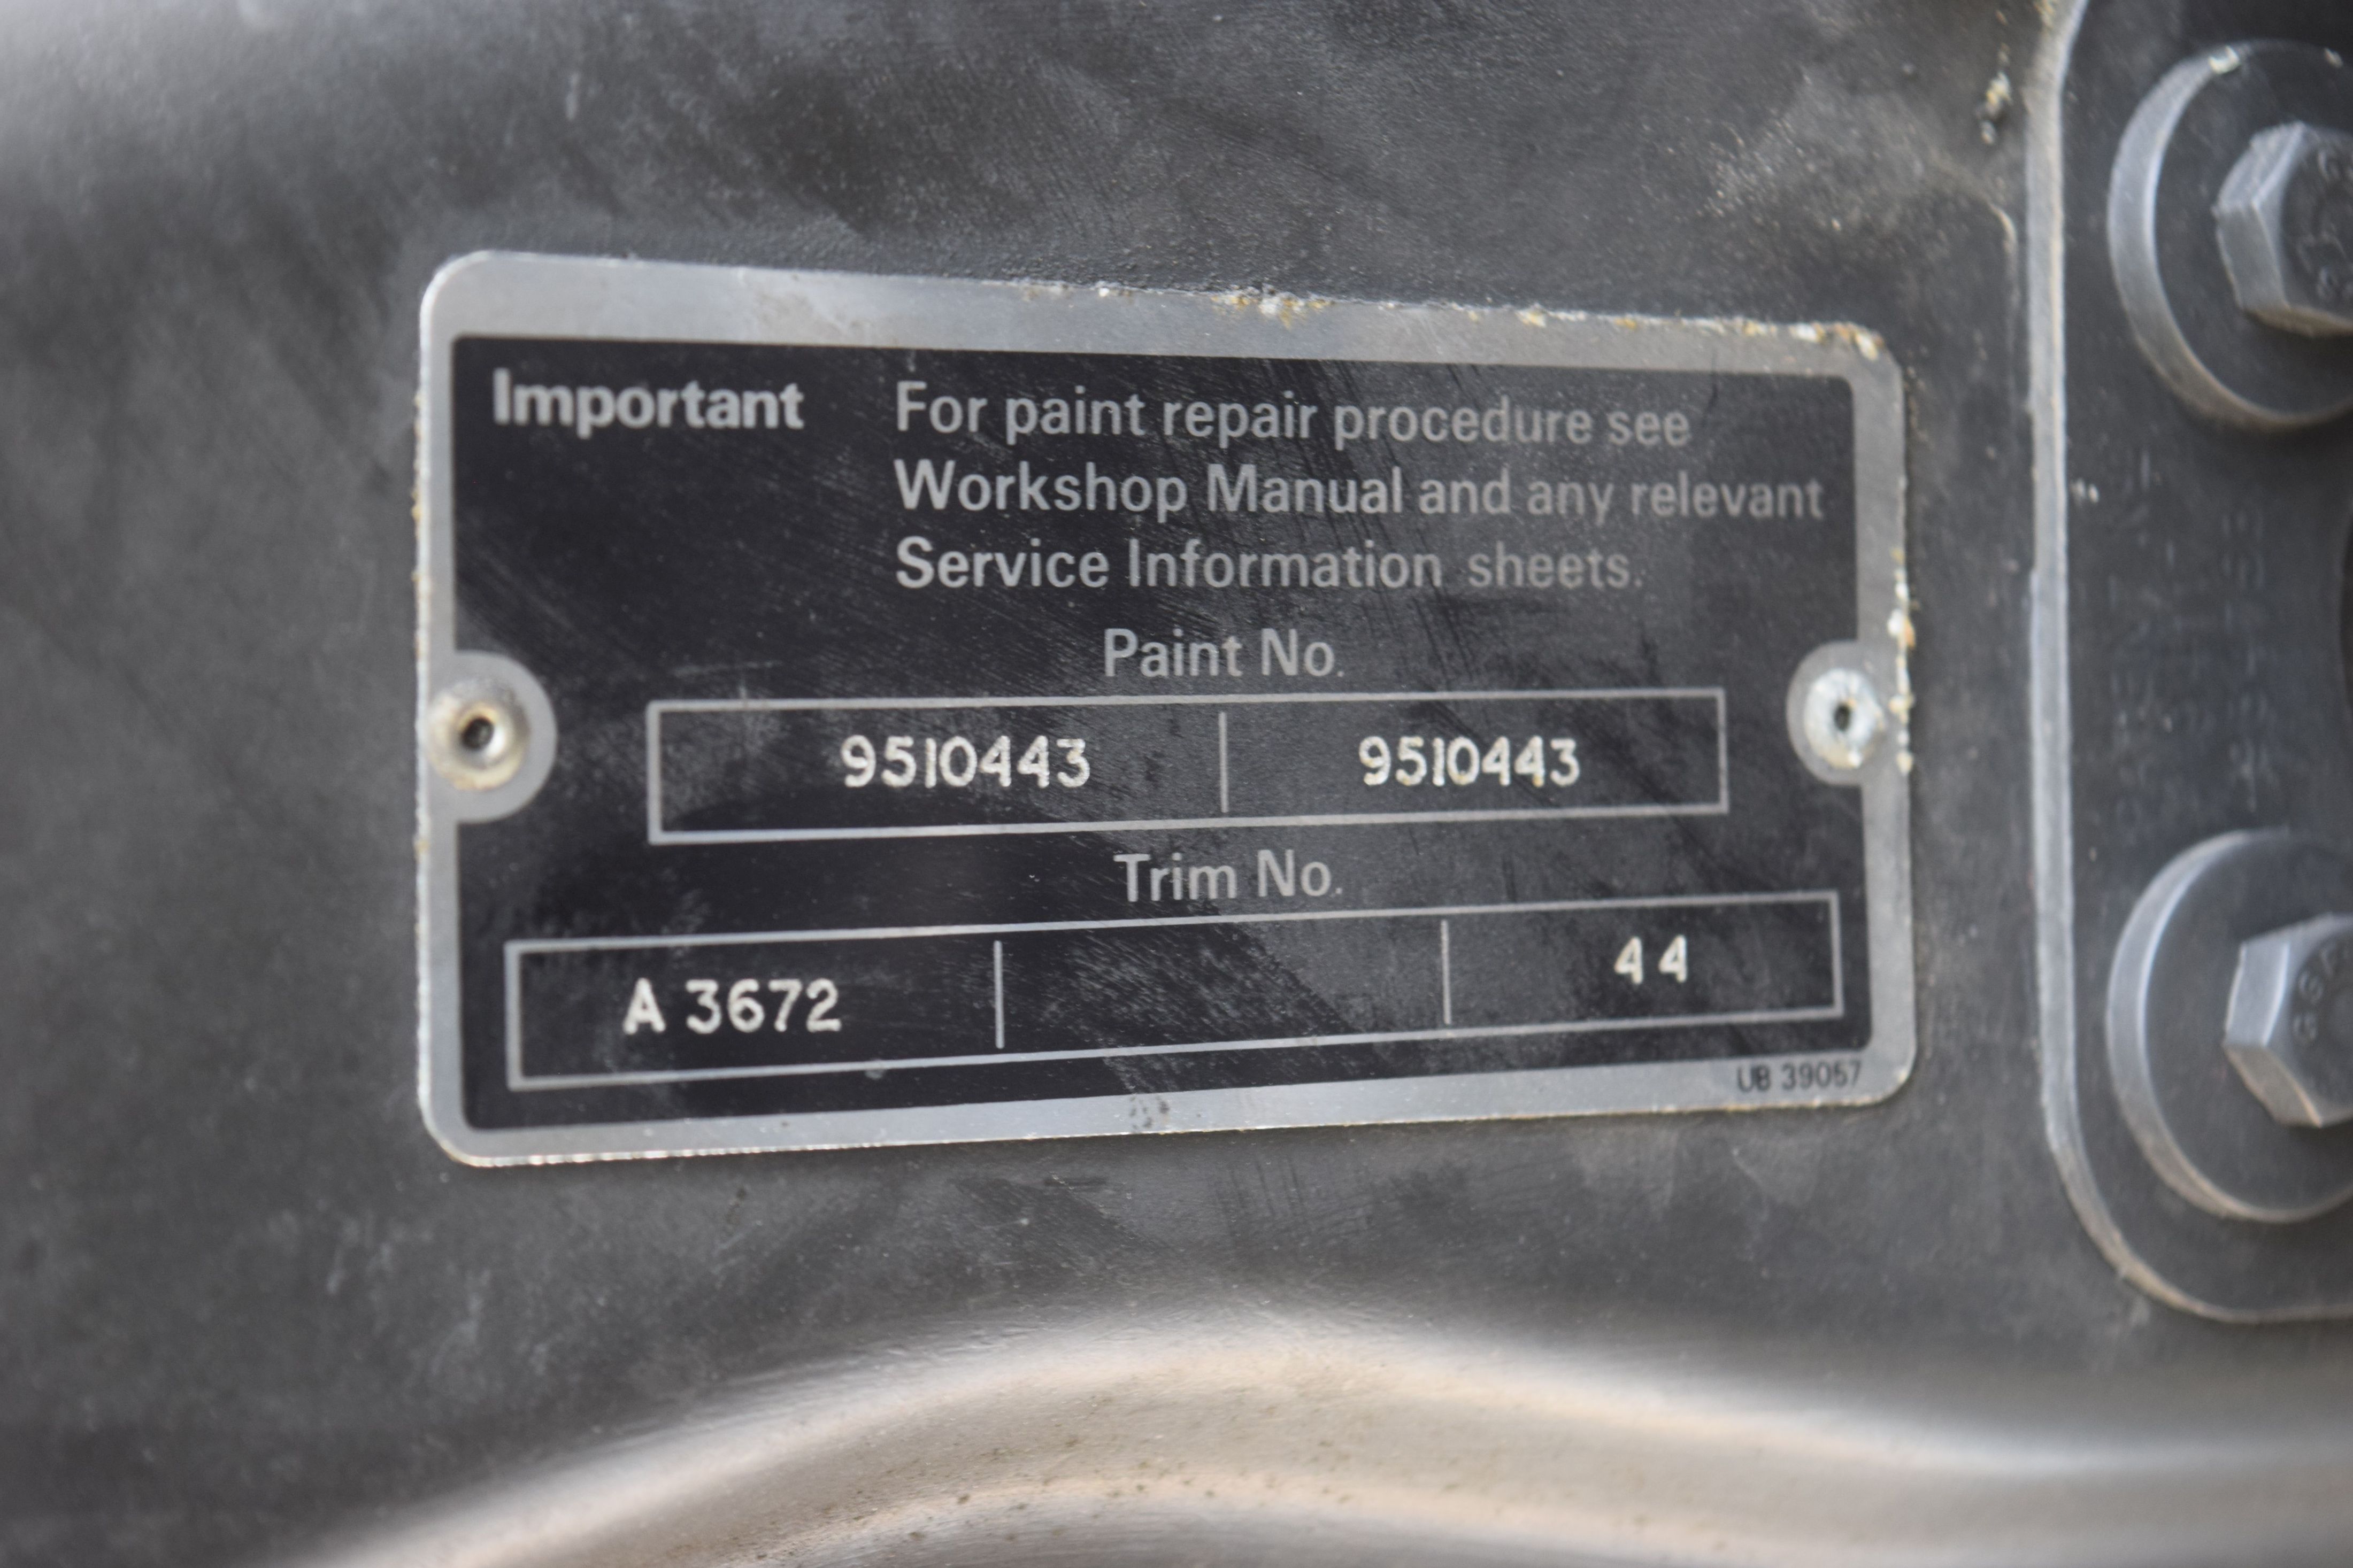 Important For paint repair procedure see
Workshop Manual and any relevant
Service Information sheets.
Paint No.
9510443 9510443
Trim No.
A 3672 44
UB 39057